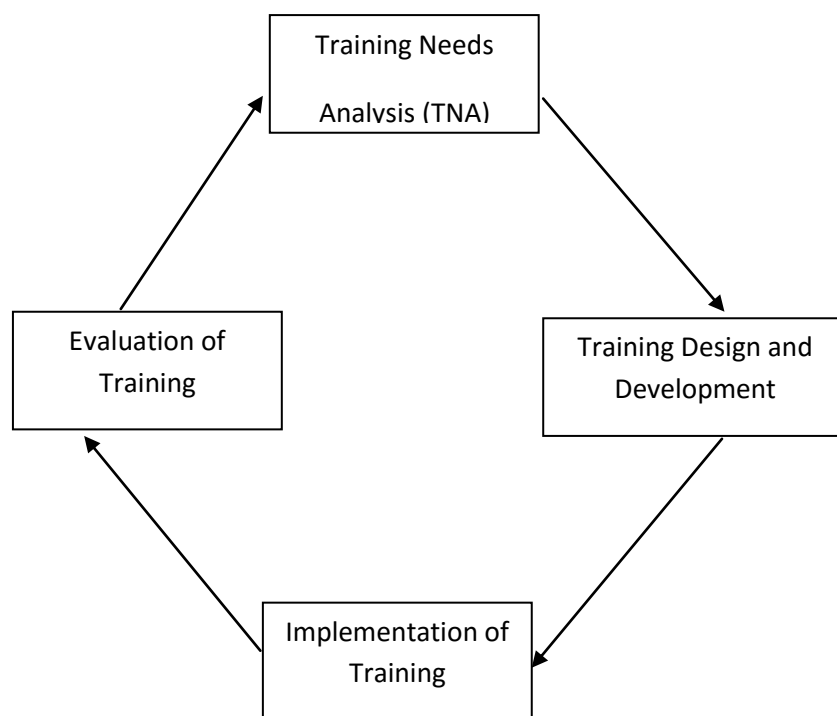 Training Needs
Analysis (TNA)
Training Design and
Development
Implementation of
Training
Evaluation of
Training